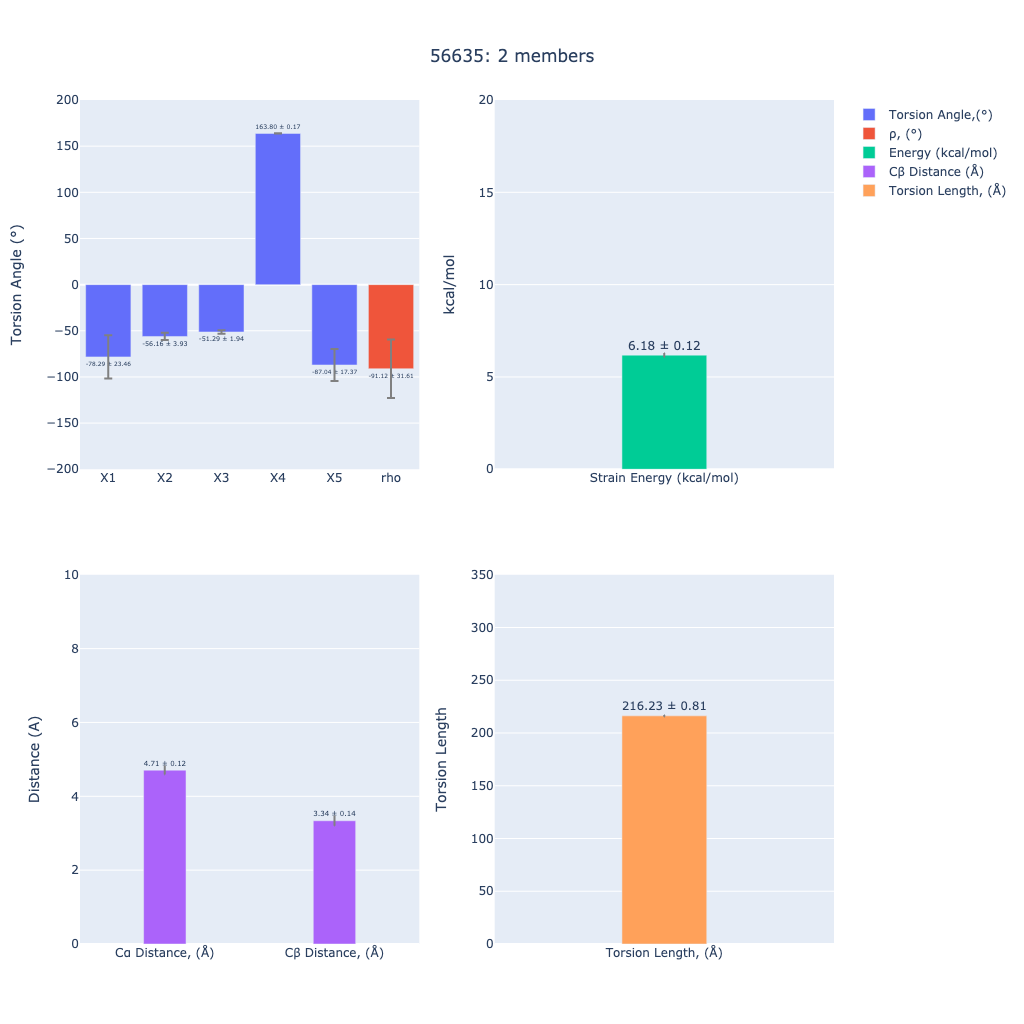 56635: 2 members
Torsion Angle (°)
200
150
100
50
0
−50
−100
−150
−200
163.80 ± 0.17
-78.29 ± 23.46
-56.16 ± 3.93
-51.29 ± 1.94
-87.04 ± 17.37
-91.12 ± 31.61
X1 X2 X3 X4 X5 rho
kcal/mol
20
15
10
5
0
6.18 ± 0.12
Strain Energy (kcal/mol)
Torsion Angle,(°)
ρ, (°)
Energy (kcal/mol)
Cβ Distance (Å)
Torsion Length, (Å)
Distance (A)
10
8
6
4
2
0
4.71 ± 0.12
3.34 ± 0.14
Cα Distance, (Å) Cβ Distance, (Å)
Torsion Length
350
300
250
200
150
100
50
0
216.23 ± 0.81
Torsion Length, (Å)